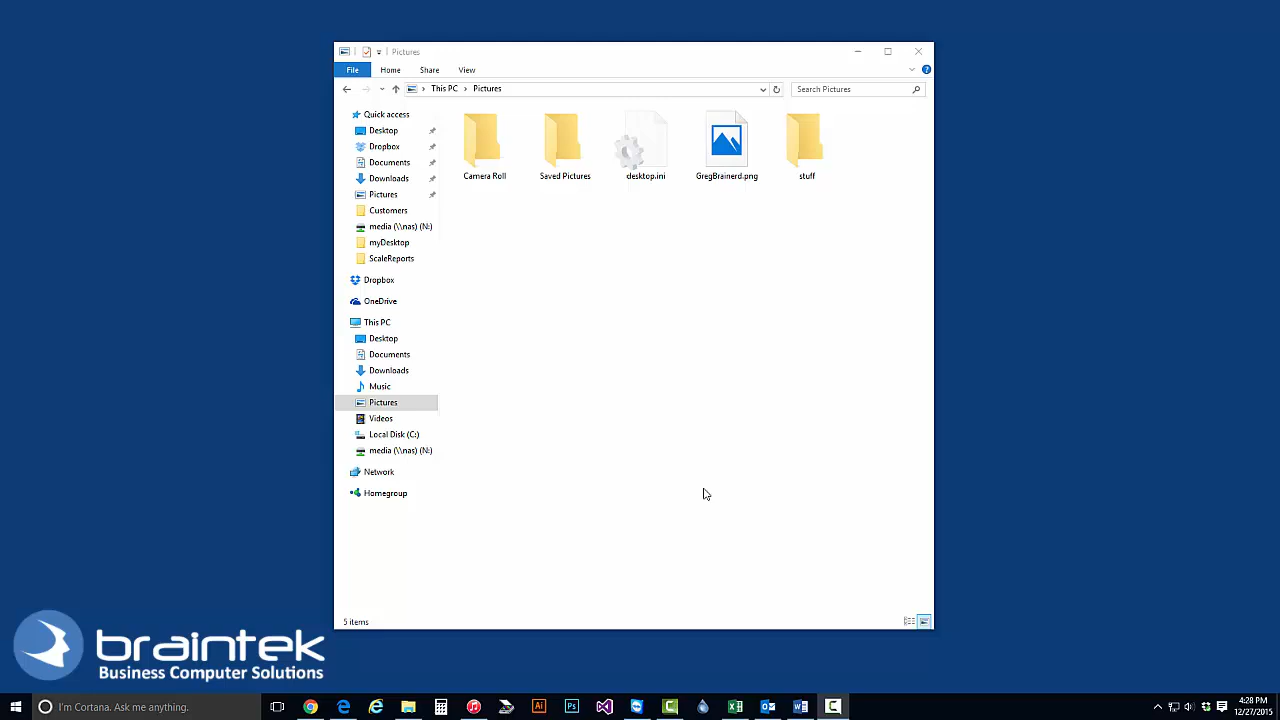 Pictures
File Home Share View
This PC Pictures
Search Pictures
Quick access
Desktop
Dropbox
Documents
Downloads
Pictures
Customers
media (\\nas) (N:)
myDesktop
ScaleReports
Dropbox
OneDrive
This PC
Desktop
Documents
Downloads
Music
Pictures
Videos
Local Disk (C:)
media (\\nas) (N:)
Network
Homegroup
Camera Roll Saved Pictures desktop.ini GregBrainerd.png stuff
5 items
braintek
Business Computer Solutions
I'm Cortana. Ask me anything.
Ai Ps
4:28 PM
12/27/2015